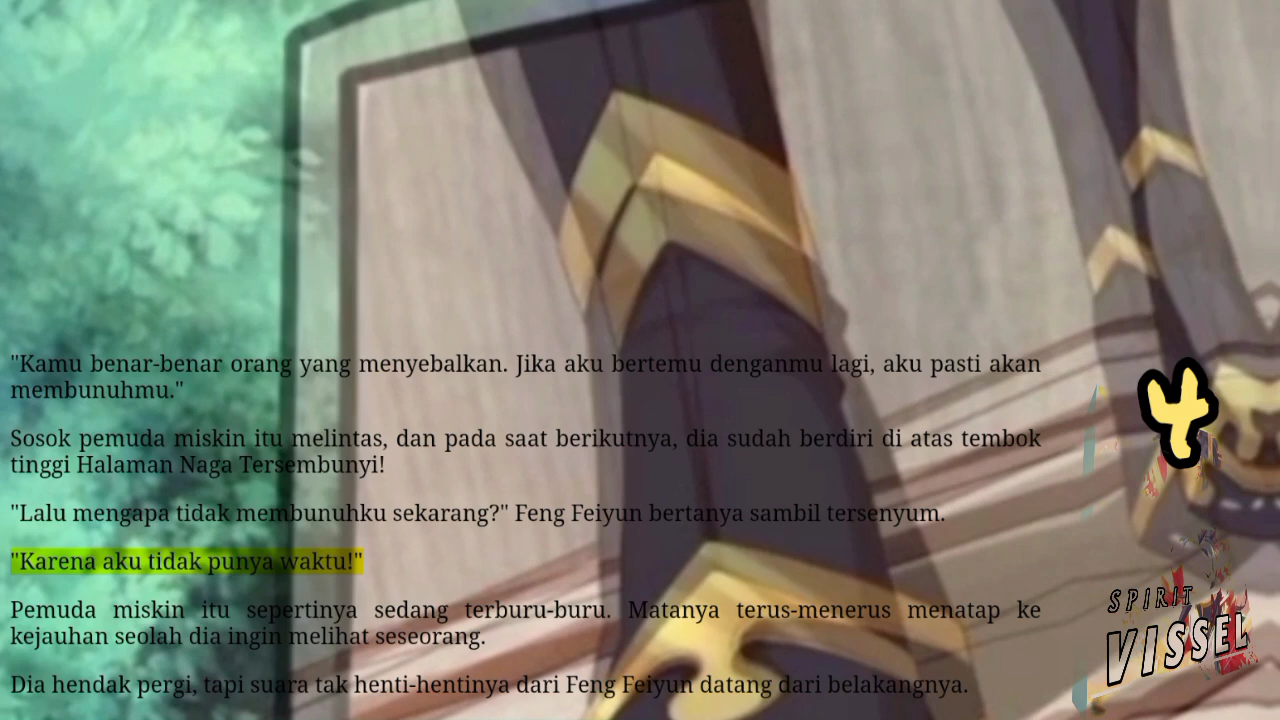 "Kamu benar-benar orang yang menyebalkan. Jika aku bertemu denganmu lagi, aku pasti akan
membunuhmu."
Sosok pemuda miskin itu melintas, dan pada saat berikutnya, dia sudah berdiri di atas tembok
tinggi Halaman Naga Tersembunyi!
"Lalu mengapa tidak membunuhku sekarang?" Feng Feiyun bertanya sambil tersenyum.
"Karena aku tidak punya waktu!"
Pemuda miskin itu sepertinya sedang terburu-buru. Matanya terus-menerus menatap ke
kejauhan seolah dia ingin melihat seseorang.
Dia hendak pergi, tapi suara tak henti-hentinya dari Feng Feiyun datang dari belakangnya.
4
SPIRIT
VISSEL